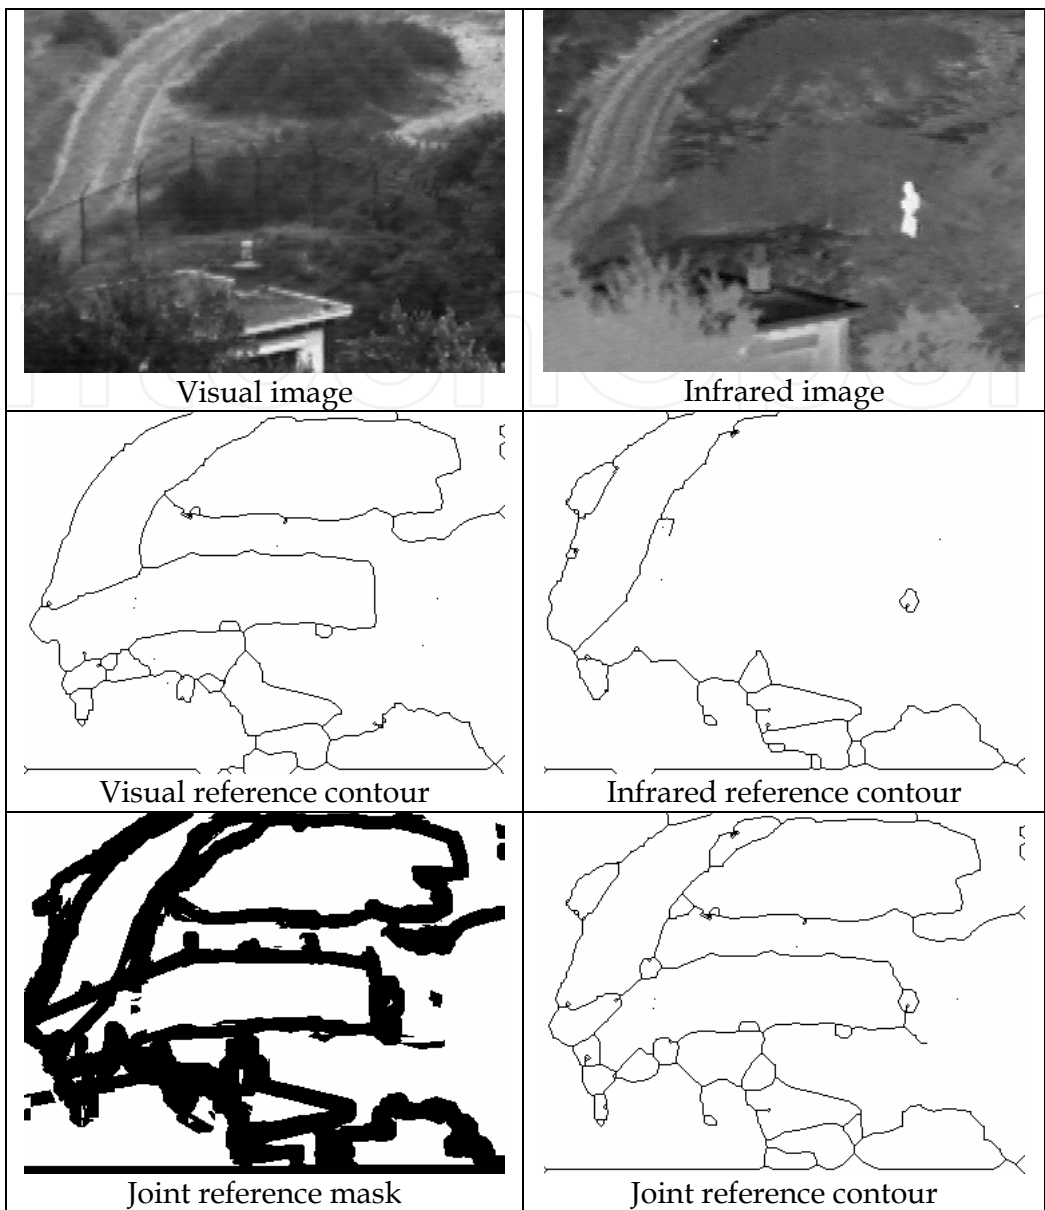 Visual image
Infrared image
Visual reference contour
Infrared reference contour
Joint reference mask
Joint reference contour